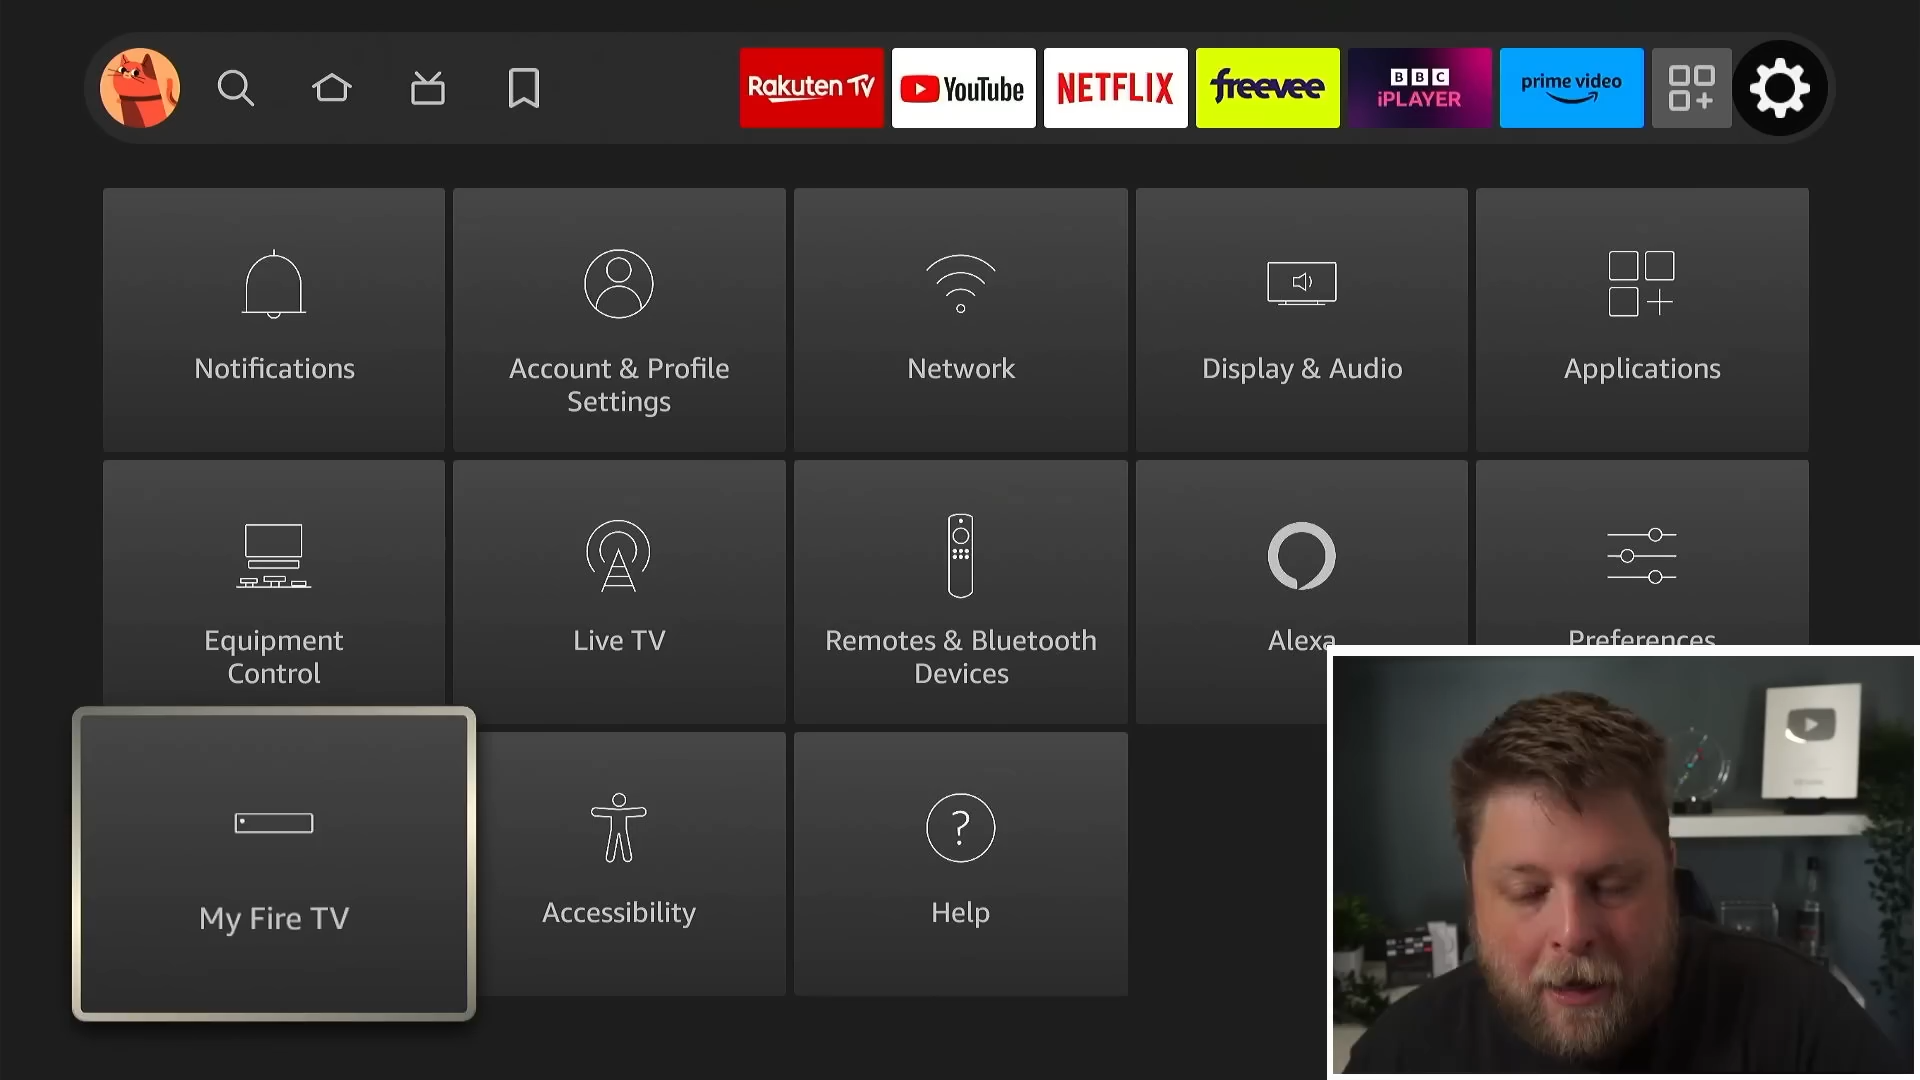 Rakuten TV
YouTube
NETFLIX
freevee
BBC
iPLAYER
prime video
Notifications
Account & Profile
Settings
Network
Display & Audio
Applications
Equipment
Control
Live TV
Remotes & Bluetooth
Devices
Alexa
Preferences
My Fire TV
Accessibility
Help